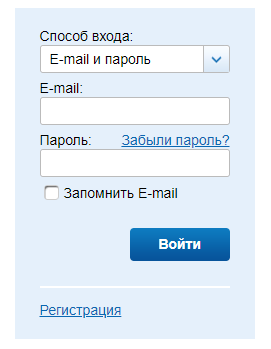 Способ входа:
E-mail и пароль
E-mail:
Пароль: Забыли пароль?
Запомнить E-mail
Войти
Регистрация